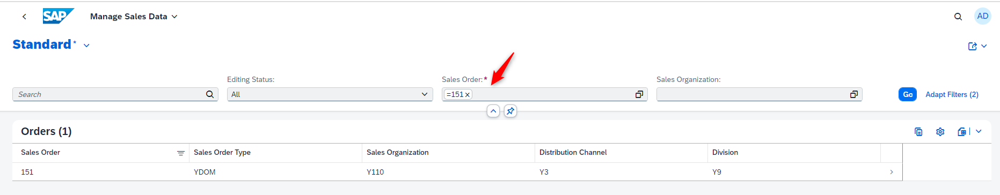 SAP Manage Sales Data AD
Standard *
Editing Status: Sales Order:* Sales Organization:
Search All =151 Go Adapt Filters (2)
Orders (1)
Sales Order Sales Order Type Sales Organization Distribution Channel Division
151 YDOM Y110 Y3 Y9